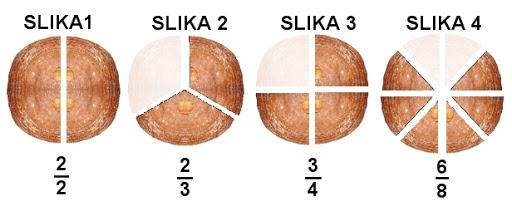 SLIKA1 SLIKA 2 SLIKA 3 SLIKA 4
2/2 2/3 3/4 6/8